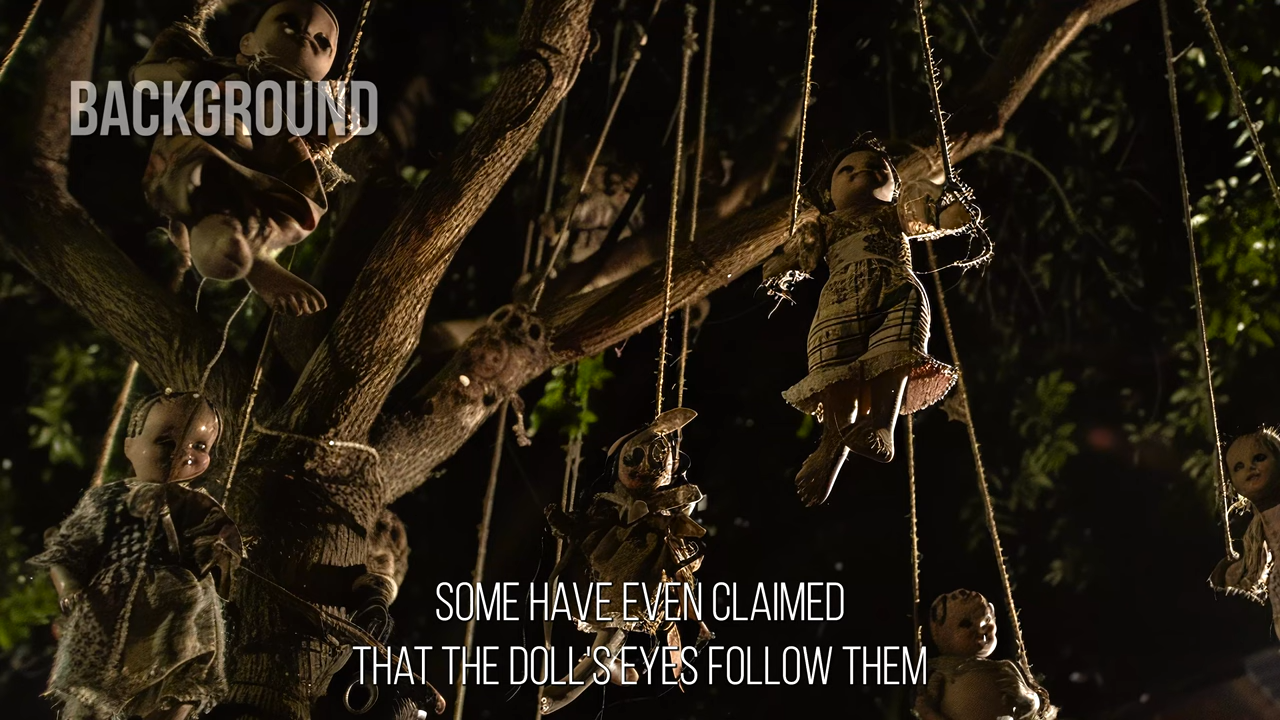 BACKGROUND
SOME HAVE EVEN CLAIMED
THAT THE DOLL'S EYES FOLLOW THEM